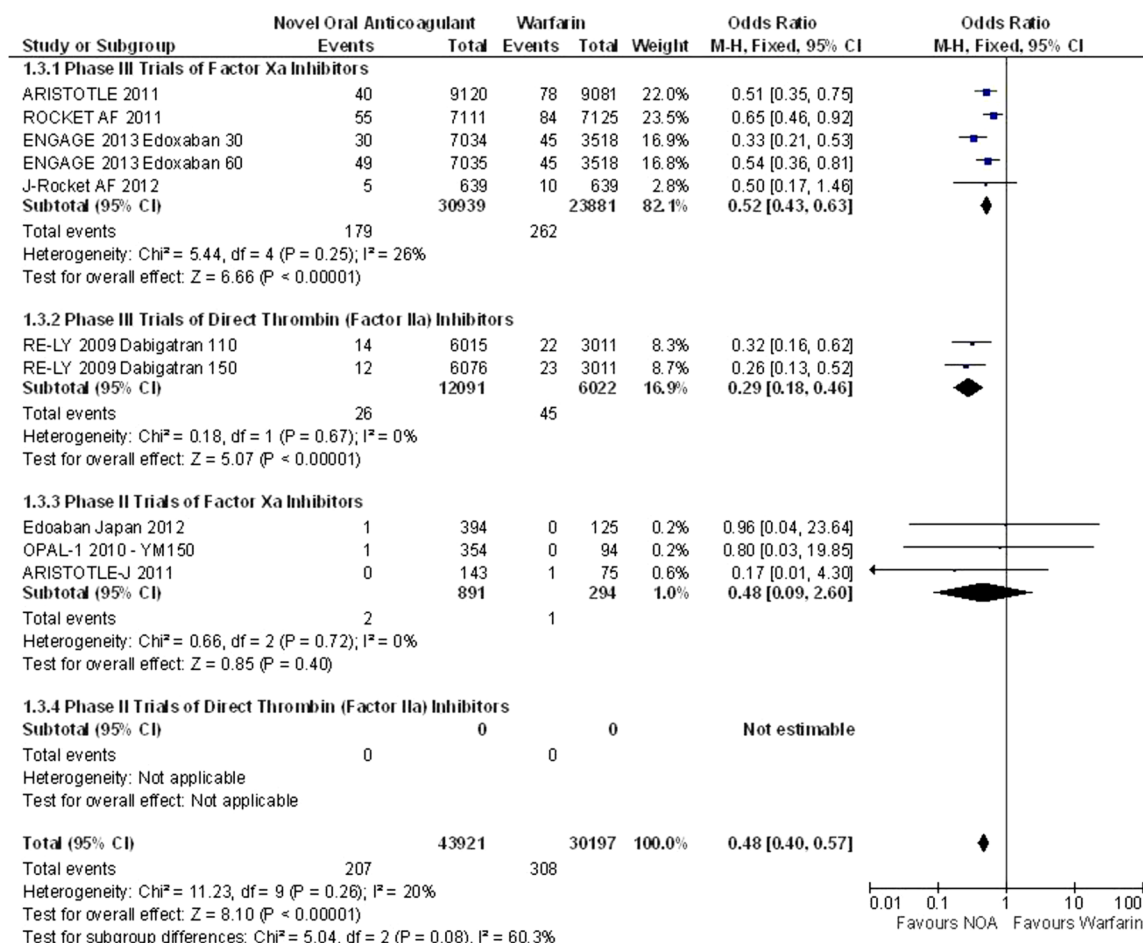 Novel Oral Anticoagulant Warfarin Odds Ratio Odds Ratio
Study or Subgroup Events Total Events Total Weight M-H, Fixed, 95% CI M-H, Fixed, 95% CI
1.3.1 Phase III Trials of Factor Xa Inhibitors
ARISTOTLE 2011 40 9120 78 9081 22.0% 0.51 [0.35, 0.75]
ROCKET AF 2011 55 7111 84 7125 23.5% 0.65 [0.46, 0.92]
ENGAGE 2013 Edoxaban 30 30 7034 45 3518 16.9% 0.33 [0.21, 0.53]
ENGAGE 2013 Edoxaban 60 49 7035 45 3518 16.8% 0.54 [0.36, 0.81]
J-Rocket AF 2012 5 639 10 639 2.8% 0.50 [0.17, 1.46]
Subtotal (95% CI) 30939 23881 82.1% 0.52 [0.43, 0.63]
Total events 179 262
Heterogeneity: Chi² = 5.44, df = 4 (P = 0.25); I² = 26%
Test for overall effect: Z = 6.66 (P < 0.00001)
1.3.2 Phase III Trials of Direct Thrombin (Factor IIa) Inhibitors
RE-LY 2009 Dabigatran 110 14 6015 22 3011 8.3% 0.32 [0.16, 0.62]
RE-LY 2009 Dabigatran 150 12 6076 23 3011 8.7% 0.26 [0.13, 0.52]
Subtotal (95% CI) 12091 6022 16.9% 0.29 [0.18, 0.46]
Total events 26 45
Heterogeneity: Chi² = 0.18, df = 1 (P = 0.67); I² = 0%
Test for overall effect: Z = 5.07 (P < 0.00001)
1.3.3 Phase II Trials of Factor Xa Inhibitors
Edoaban Japan 2012 1 394 0 125 0.2% 0.96 [0.04, 23.64]
OPAL-1 2010 - YM150 1 354 0 94 0.2% 0.80 [0.03, 19.85]
ARISTOTLE-J 2011 0 143 1 75 0.6% 0.17 [0.01, 4.30]
Subtotal (95% CI) 891 294 1.0% 0.48 [0.09, 2.60]
Total events 2 1
Heterogeneity: Chi² = 0.66, df = 2 (P = 0.72); I² = 0%
Test for overall effect: Z = 0.85 (P = 0.40)
1.3.4 Phase II Trials of Direct Thrombin (Factor IIa) Inhibitors
Subtotal (95% CI) 0 0 Not estimable
Total events 0 0
Heterogeneity: Not applicable
Test for overall effect: Not applicable
Total (95% CI) 43921 30197 100.0% 0.48 [0.40, 0.57]
Total events 207 308
Heterogeneity: Chi² = 11.23, df = 9 (P = 0.26); I² = 20%
Test for overall effect: Z = 8.10 (P < 0.00001)
Test for subgroup differences: Chi² = 5.04, df = 2 (P = 0.08), I² = 60.3%
0.01 0.1 1 10 100
Favours NOA Favours Warfarin